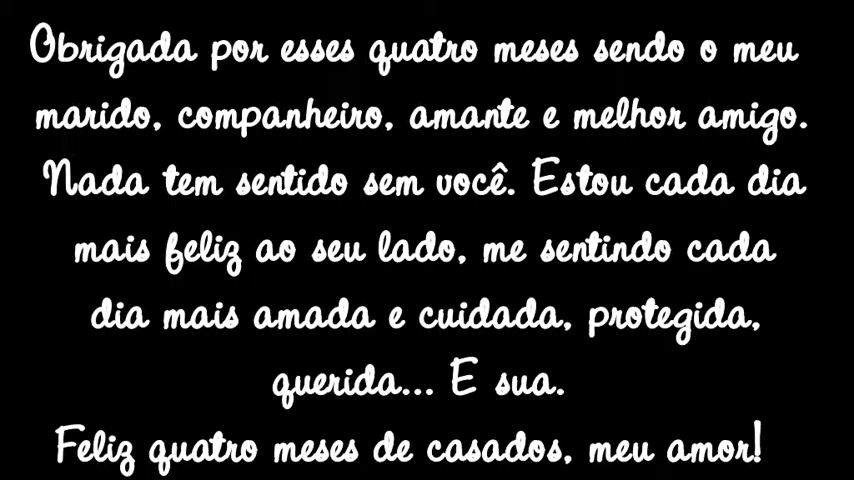 Obrigada por esses quatro meses sendo o meu
marido, companheiro, amante e melhor amigo.
Nada tem sentido sem você. Estou cada dia
mais feliz ao seu lado, me sentindo cada
dia mais amada e cuidada, protegida,
querida... E sua.
Feliz quatro meses de casados, meu amor!